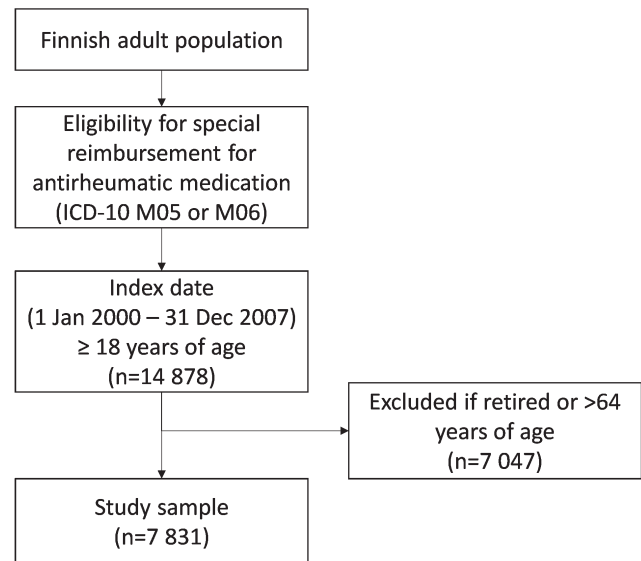 Finnish adult population
Eligibility for special
reimbursement for
antirheumatic medication
(ICD-10 M05 or M06)
Index date
(1 Jan 2000 – 31 Dec 2007)
≥ 18 years of age
(n=14 878)
Excluded if retired or >64
years of age
(n=7 047)
Study sample
(n=7 831)